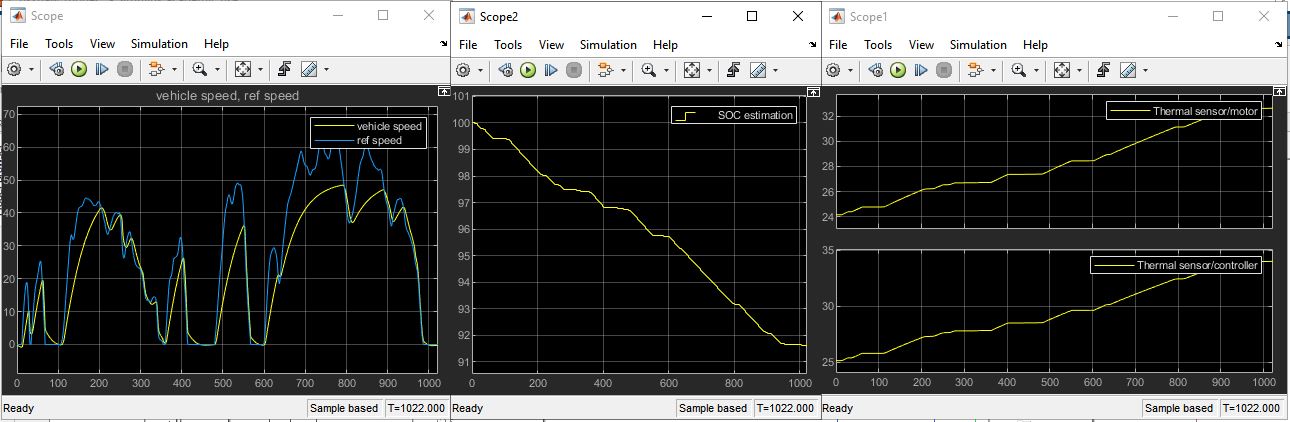 Scope
File Tools View Simulation Help
vehicle speed, ref speed
vehicle speed
ref speed
70
60
50
40
30
20
10
0
0 100 200 300 400 500 600 700 800 900 1000
Ready Sample based T=1022.000
Scope2
File Tools View Simulation Help
SOC estimation
101
100
99
98
97
96
95
94
93
92
91
0 200 400 600 800 1000
Ready Sample based T=1022.000
Scope1
File Tools View Simulation Help
Thermal sensor/motor
32
30
28
26
24
Thermal sensor/controller
35
30
25
0 100 200 300 400 500 600 700 800 900 1000
Ready Sample based T=1022.000